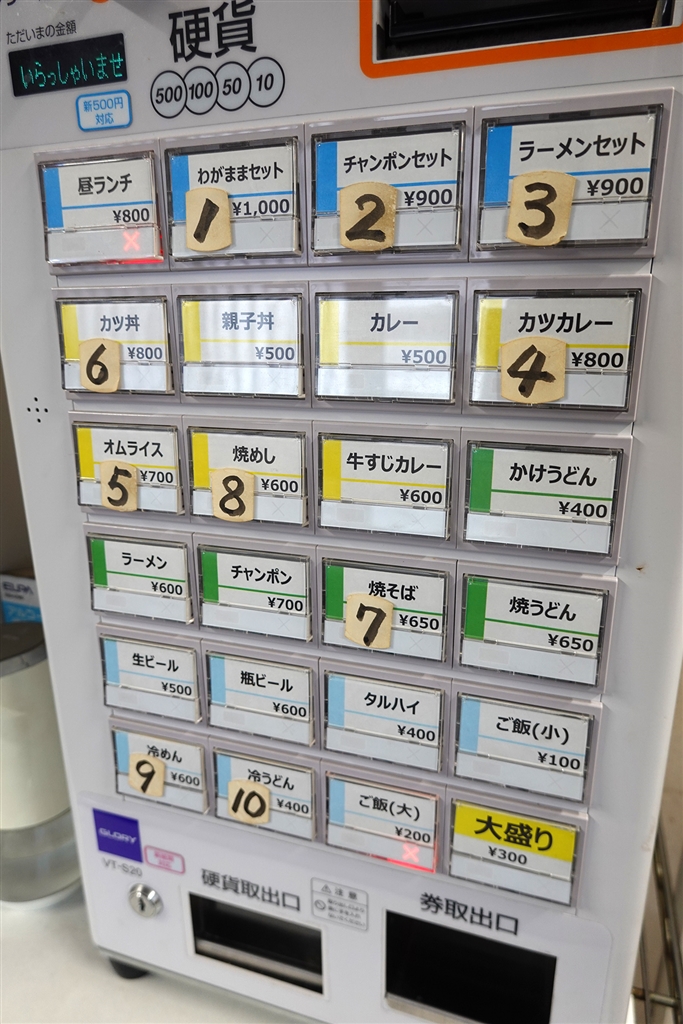 ただいまの金額
いらっしゃいませ
硬貨
500 100 50 10
新500円
対応
昼ランチ
¥800
わがままセット
¥1,000
1
チャンポンセット
¥900
2
ラーメンセット
¥900
3
カツ丼
¥800
6
親子丼
¥500
カレー
¥500
カツカレー
¥800
4
オムライス
¥700
5
焼めし
¥600
8
牛すじカレー
¥600
かけうどん
¥400
ラーメン
¥600
チャンポン
¥700
焼そば
¥650
7
焼うどん
¥650
生ビール
¥500
瓶ビール
¥600
タルハイ
¥400
ご飯(小)
¥100
冷めん
¥600
9
冷うどん
¥400
10
ご飯(大)
¥200
大盛り
¥300
GLORY
VT-S20
硬貨取出口
注意
券取出口